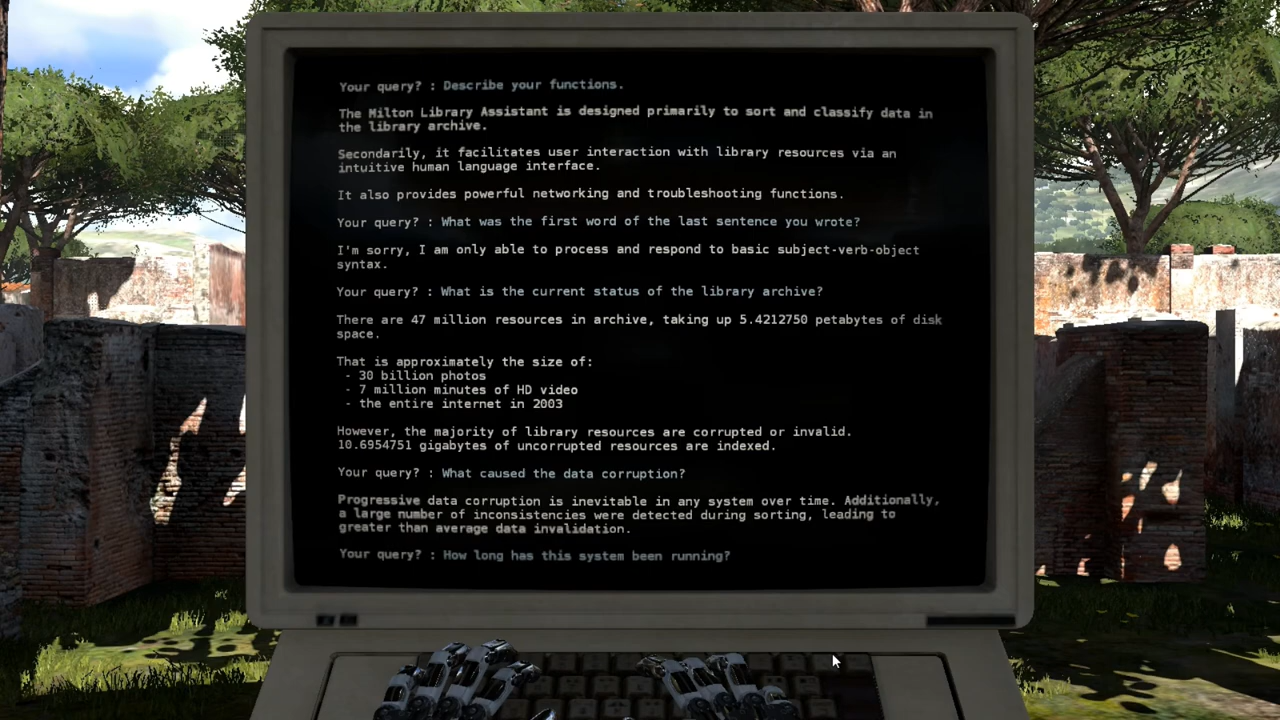 Your query? : Describe your functions.
The Milton Library Assistant is designed primarily to sort and classify data in
the library archive.
Secondarily, it facilitates user interaction with library resources via an
intuitive human language interface.
It also provides powerful networking and troubleshooting functions.
Your query? : What was the first word of the last sentence you wrote?
I'm sorry, I am only able to process and respond to basic subject-verb-object
syntax.
Your query? : What is the current status of the library archive?
There are 47 million resources in archive, taking up 5.4212750 petabytes of disk
space.
That is approximately the size of:
- 30 billion photos
- 7 million minutes of HD video
- the entire internet in 2003
However, the majority of library resources are corrupted or invalid.
10.6954751 gigabytes of uncorrupted resources are indexed.
Your query? : What caused the data corruption?
Progressive data corruption is inevitable in any system over time. Additionally,
a large number of inconsistencies were detected during sorting, leading to
greater than average data invalidation.
Your query? : How long has this system been running?